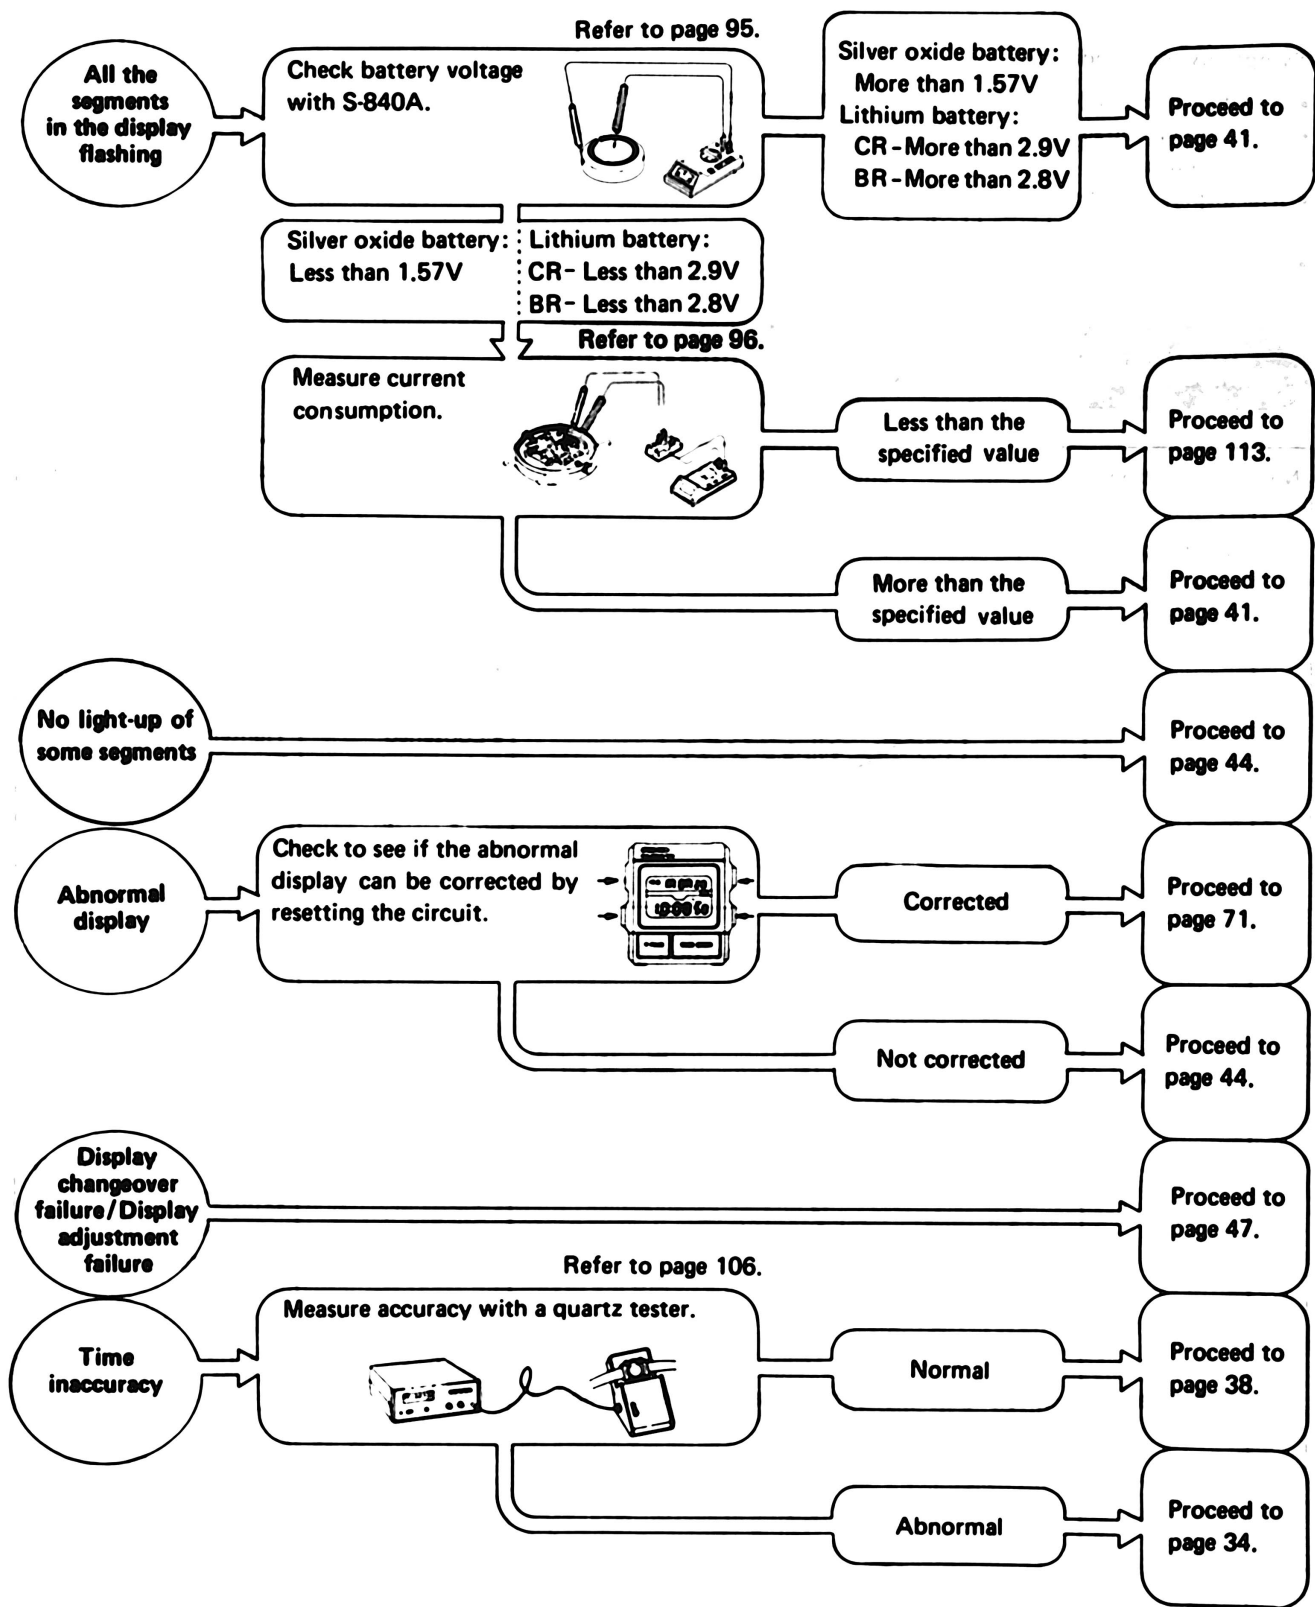 Refer to page 95.
All the
segments
in the display
flashing
Check battery voltage
with S-840A.
Silver oxide battery:
More than 1.57V
Lithium battery:
CR-More than 2.9V
BR-More than 2.8V
Proceed to
page 41.
Silver oxide battery:
Less than 1.57V
Lithium battery:
CR- Less than 2.9V
BR- Less than 2.8V
Refer to page 96.
Measure current
consumption.
Less than the
specified value
Proceed to
page 113.
More than the
specified value
Proceed to
page 41.
No light-up of
some segments
Proceed to
page 44.
Abnormal
display
Check to see if the abnormal
display can be corrected by
resetting the circuit.
Corrected
Proceed to
page 71.
Not corrected
Proceed to
page 44.
Display
changeover
failure/Display
adjustment
failure
Proceed to
page 47.
Refer to page 106.
Time
inaccuracy
Measure accuracy with a quartz tester.
Normal
Proceed to
page 38.
Abnormal
Proceed to
page 34.